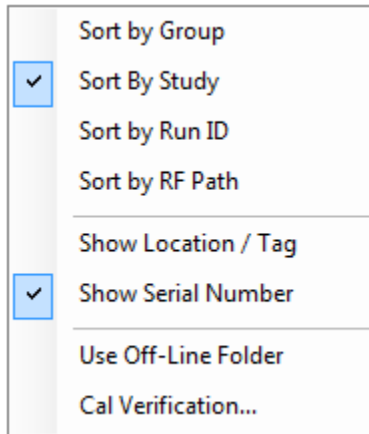 Sort by Group
Sort By Study
Sort by Run ID
Sort by RF Path
Show Location / Tag
Show Serial Number
Use Off-Line Folder
Cal Verification...